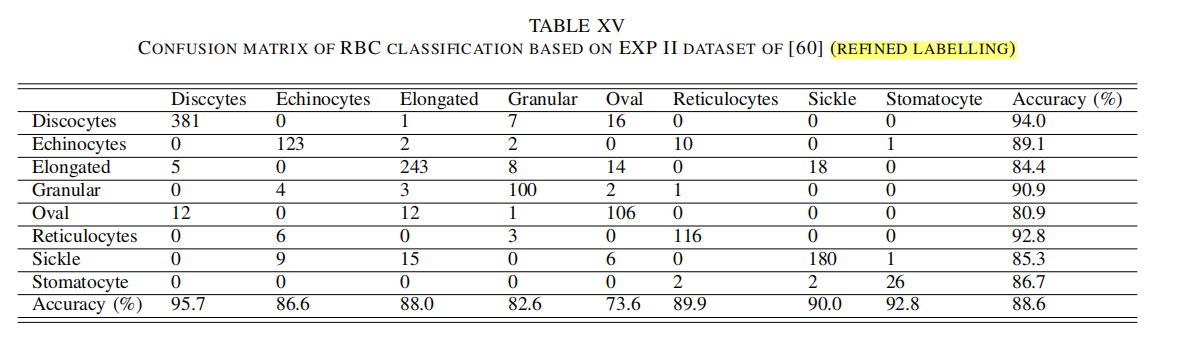 TABLE XV
CONFUSION MATRIX OF RBC CLASSIFICATION BASED ON EXP II DATASET OF [60] (REFINED LABELLING)
Disccytes Echinocytes Elongated Granular Oval Reticulocytes Sickle Stomatocyte Accuracy (%)
Discocytes 381 0 1 7 16 0 0 0 94.0
Echinocytes 0 123 2 2 0 10 0 1 89.1
Elongated 5 0 243 8 14 0 18 0 84.4
Granular 0 4 3 100 2 1 0 0 90.9
Oval 12 0 12 1 106 0 0 0 80.9
Reticulocytes 0 6 0 3 0 116 0 0 92.8
Sickle 0 9 15 0 6 0 180 1 85.3
Stomatocyte 0 0 0 0 0 2 2 26 86.7
Accuracy (%) 95.7 86.6 88.0 82.6 73.6 89.9 90.0 92.8 88.6